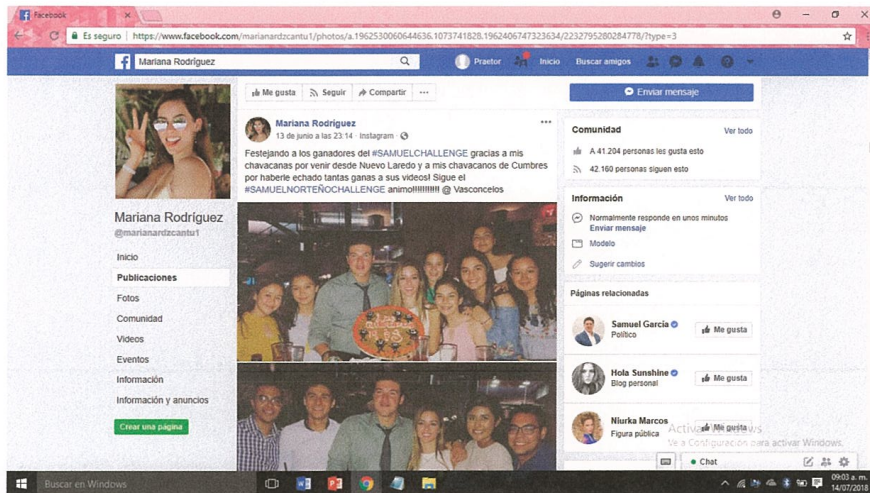 Facebook
Es seguro | https://www.facebook.com/marianardzcantu1/photos/a.1962530060644636.1073741828.1962406747323634/2232795280284778/?type=3
Mariana Rodríguez
Praetor
Inicio
Buscar amigos
Me gusta
Seguir
Compartir
Enviar mensaje
Mariana Rodríguez
13 de junio a las 23:14 · Instagram ·
Festejando a los ganadores del #SAMUELCHALLENGE gracias a mis
chavacanas por venir desde Nuevo Laredo y a mis chavacanos de Cumbres
por haberle echado tantas ganas a sus videos! Sigue el
#SAMUELNORTEÑOCHALLENGE animo!!!!!!!!!!! @ Vasconcelos
Mariana Rodríguez
@marianardzcantu1
Inicio
Publicaciones
Fotos
Comunidad
Videos
Eventos
Información
Información y anuncios
Crear una página
Comunidad
Ver todo
A 41.204 personas les gusta esto
42.160 personas siguen esto
Información
Ver todo
Normalmente responde en unos minutos
Enviar mensaje
Modelo
Sugerir cambios
Páginas relacionadas
Samuel García
Político
Me gusta
Hola Sunshine
Blog personal
Me gusta
Niurka Marcos
Figura pública
Me gusta
Activar Windows
Ve a Configuración para activar Windows.
Chat
Buscar en Windows
09:03 a. m.
14/07/2018